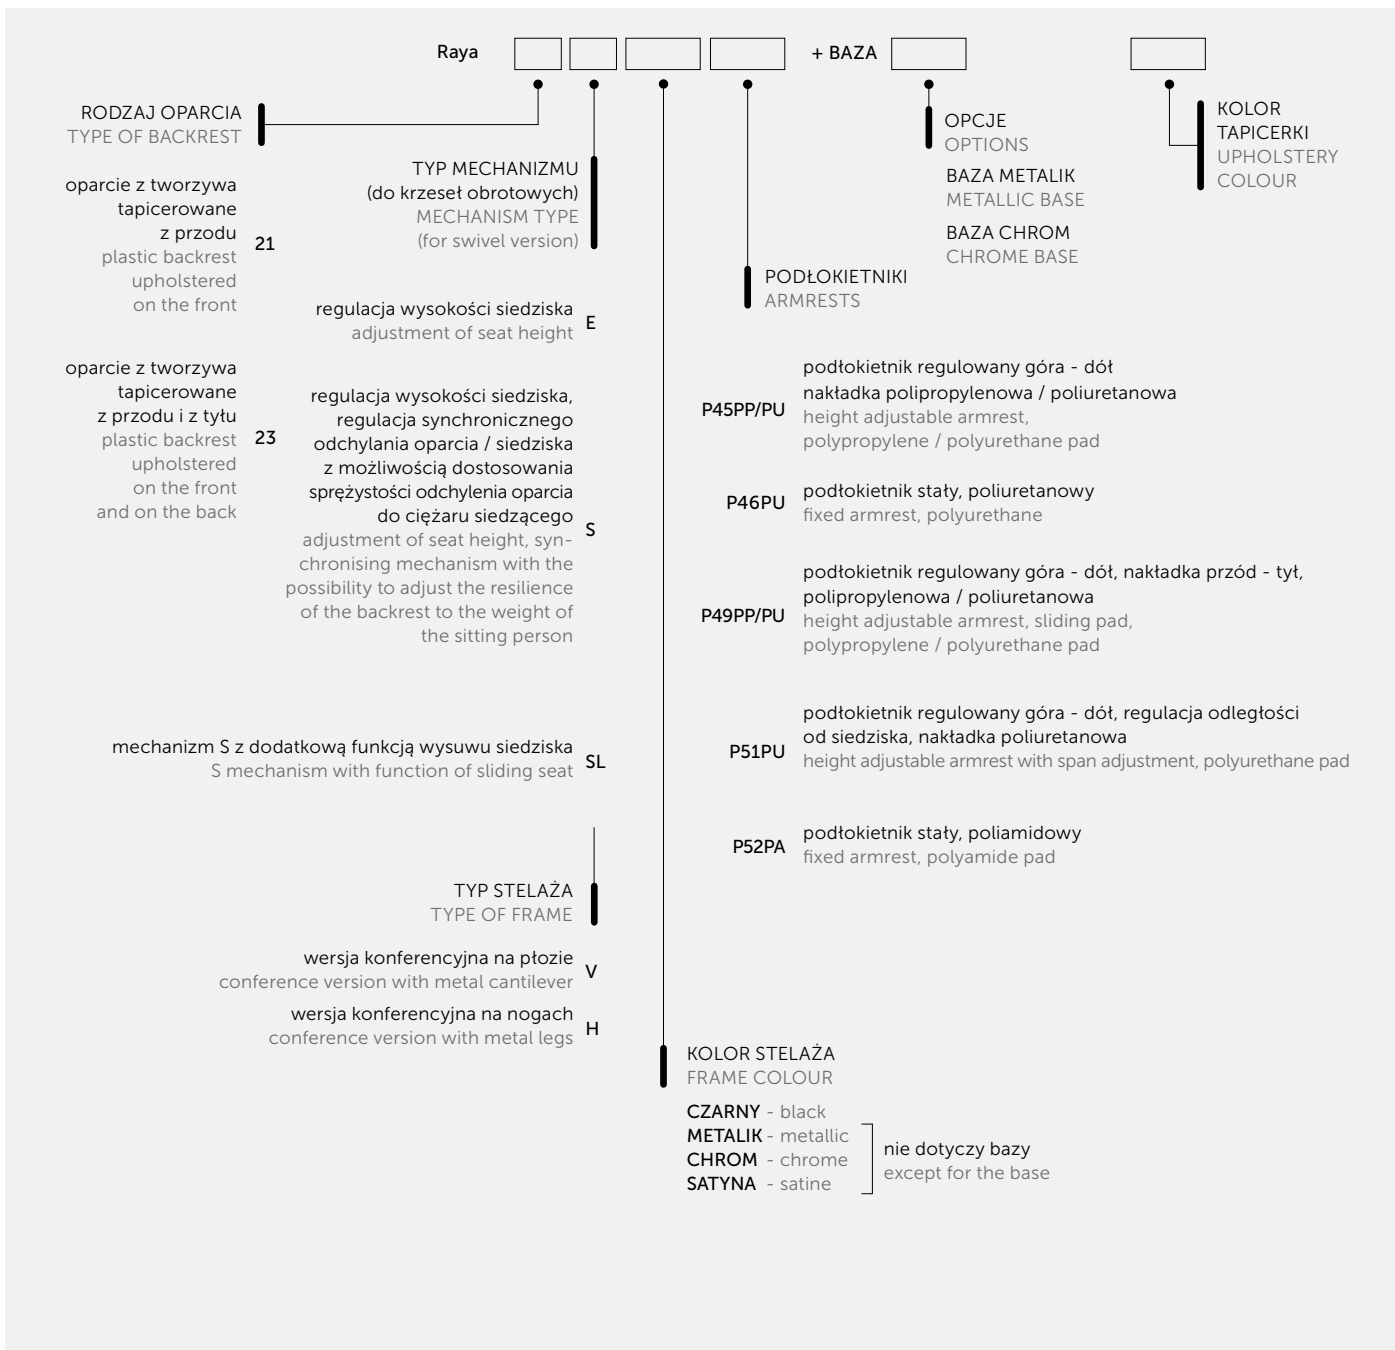 Raya
+ BAZA
RODZAJ OPARCIA
TYPE OF BACKREST
oparcie z tworzywa
tapicerowane
z przodu
plastic backrest
upholstered
on the front
21
oparcie z tworzywa
tapicerowane
z przodu i z tyłu
plastic backrest
upholstered
on the front
and on the back
23
TYP MECHANIZMU
(do krzeseł obrotowych)
MECHANISM TYPE
(for swivel version)
regulacja wysokości siedziska
adjustment of seat height
E
regulacja wysokości siedziska,
regulacja synchronicznego
odchylania oparcia / siedziska
z możliwością dostosowania
sprężystości odchylenia oparcia
do ciężaru siedzącego
adjustment of seat height, syn-
chronising mechanism with the
possibility to adjust the resilience
of the backrest to the weight of
the sitting person
S
mechanizm S z dodatkową funkcją wysuwu siedziska
S mechanism with function of sliding seat
SL
TYP STELAŻA
TYPE OF FRAME
wersja konferencyjna na płozie
conference version with metal cantilever
V
wersja konferencyjna na nogach
conference version with metal legs
H
KOLOR STELAŻA
FRAME COLOUR
CZARNY - black
METALIK - metallic
CHROM - chrome
SATYNA - satine
nie dotyczy bazy
except for the base
PODŁOKIETNIKI
ARMRESTS
P45PP/PU
podłokietnik regulowany góra - dół
nakładka polipropylenowa / poliuretanowa
height adjustable armrest,
polypropylene / polyurethane pad
P46PU
podłokietnik stały, poliuretanowy
fixed armrest, polyurethane
P49PP/PU
podłokietnik regulowany góra - dół, nakładka przód - tył,
polipropylenowa / poliuretanowa
height adjustable armrest, sliding pad,
polypropylene / polyurethane pad
P51PU
podłokietnik regulowany góra - dół, regulacja odległości
od siedziska, nakładka poliuretanowa
height adjustable armrest with span adjustment, polyurethane pad
P52PA
podłokietnik stały, poliamidowy
fixed armrest, polyamide pad
OPCJE
OPTIONS
BAZA METALIK
METALLIC BASE
BAZA CHROM
CHROME BASE
KOLOR
TAPICERKI
UPHOLSTERY
COLOUR